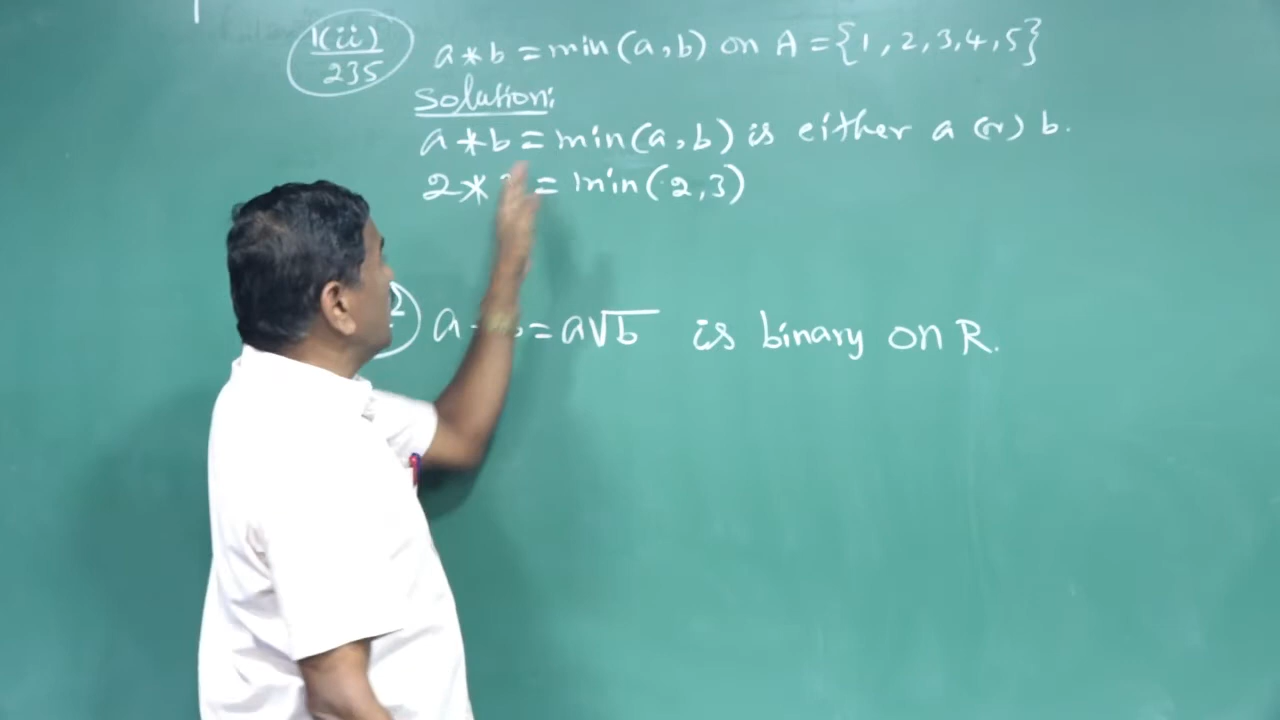 1(ii)
235
a * b = min(a,b) on A = {1,2,3,4,5}
Solution:
a * b = min(a,b) is either a (or) b.
2 * = min(2,3)
2) a = a√b is binary on R.